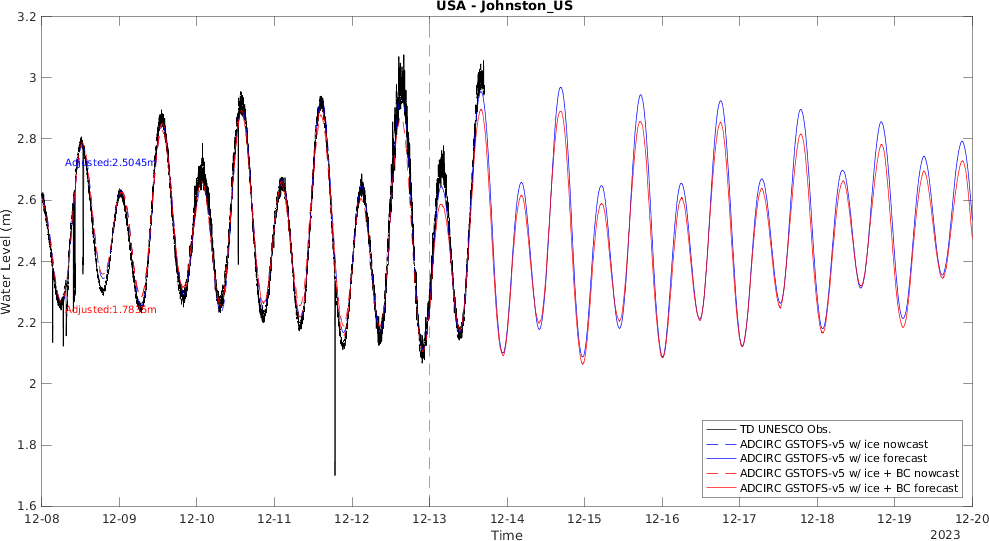 USA - Johnston_US
3.2
3
2.8
2.6
2.4
2.2
2
1.8
1.6
Water Level (m)
Adjusted:2.5045m
Adjusted:1.7835m
TD UNESCO Obs.
ADCIRC GSTOFS-v5 w/ ice nowcast
ADCIRC GSTOFS-v5 w/ ice forecast
ADCIRC GSTOFS-v5 w/ ice + BC nowcast
ADCIRC GSTOFS-v5 w/ ice + BC forecast
12-08 12-09 12-10 12-11 12-12 12-13 12-14 12-15 12-16 12-17 12-18 12-19 12-20
Time
2023